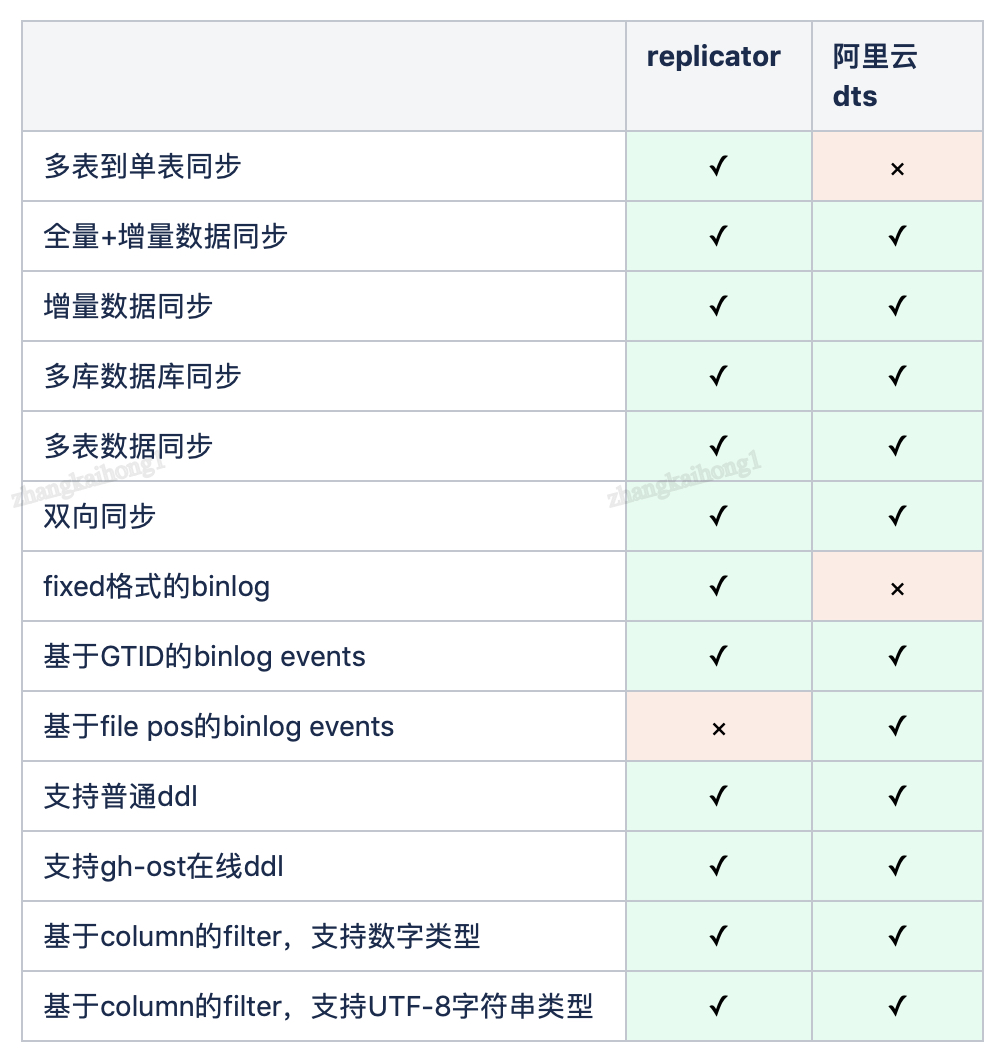 replicator
阿里云
dts
多表到单表同步 ✓ ×
全量+增量数据同步 ✓ ✓
增量数据同步 ✓ ✓
多库数据库同步 ✓ ✓
多表数据同步 ✓ ✓
zhangkaihong1 zhangkaihong1
双向同步 ✓ ✓
fixed格式的binlog ✓ ×
基于GTID的binlog events ✓ ✓
基于file pos的binlog events × ✓
支持普通ddl ✓ ✓
支持gh-ost在线ddl ✓ ✓
基于column的filter，支持数字类型 ✓ ✓
基于column的filter，支持UTF-8字符串类型 ✓ ✓